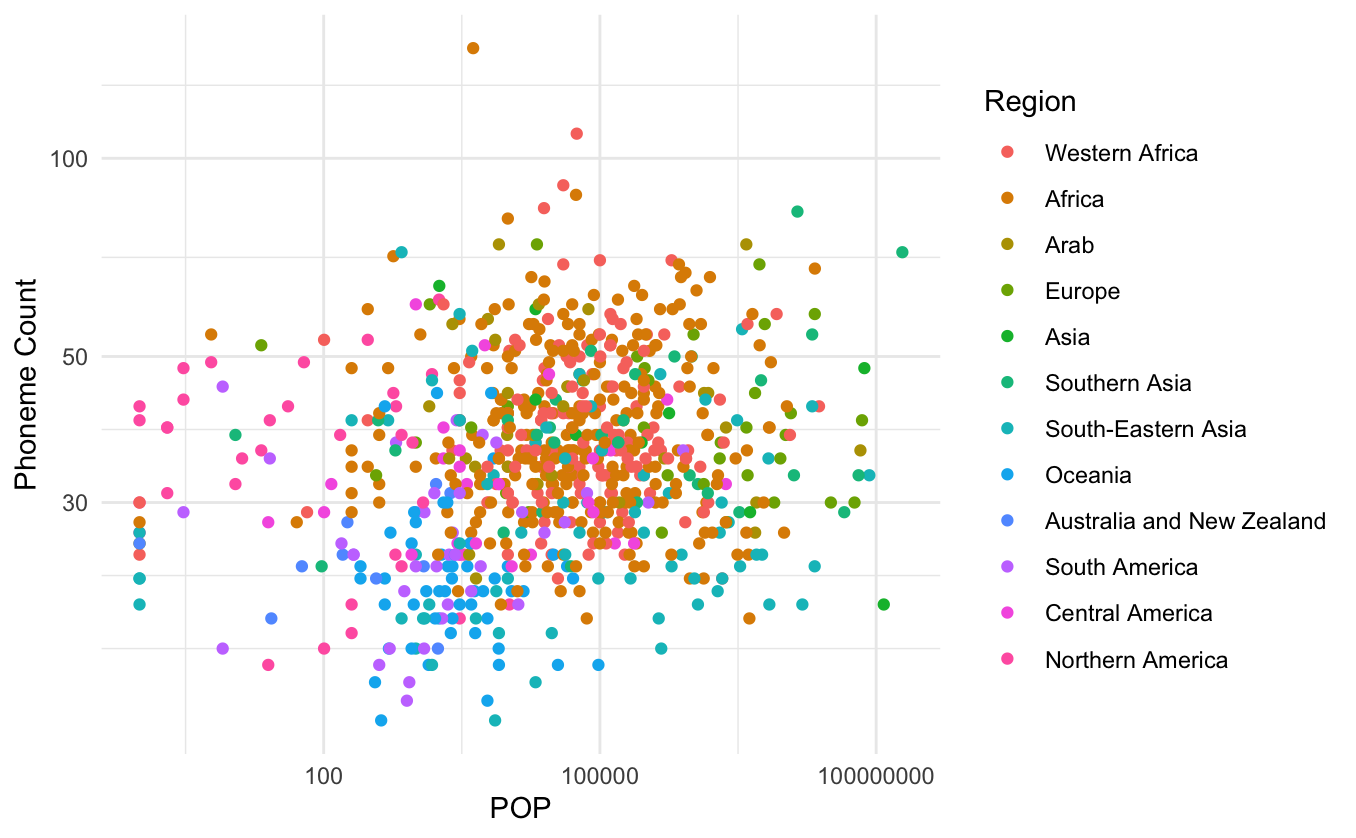 100
50
30
Phoneme Count
100
100000
100000000
POP
Region
Western Africa
Africa
Arab
Europe
Asia
Southern Asia
South-Eastern Asia
Oceania
Australia and New Zealand
South America
Central America
Northern America